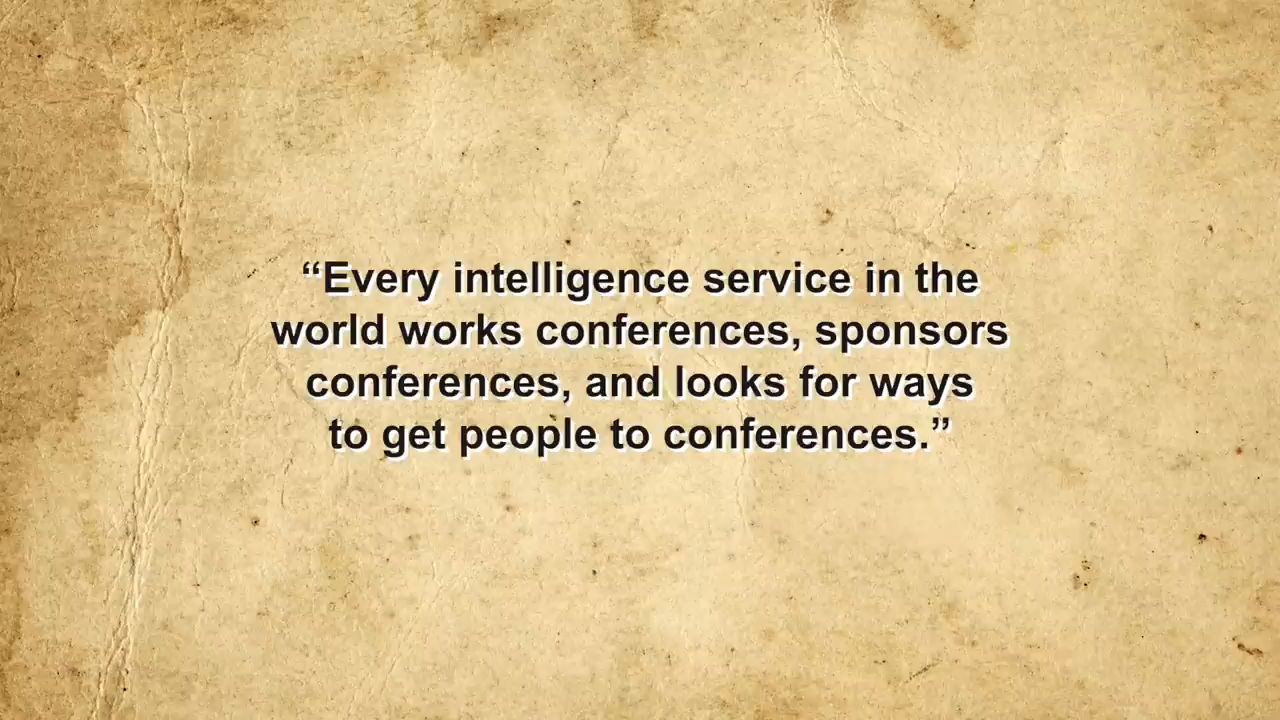 “Every intelligence service in the
world works conferences, sponsors
conferences, and looks for ways
to get people to conferences.”